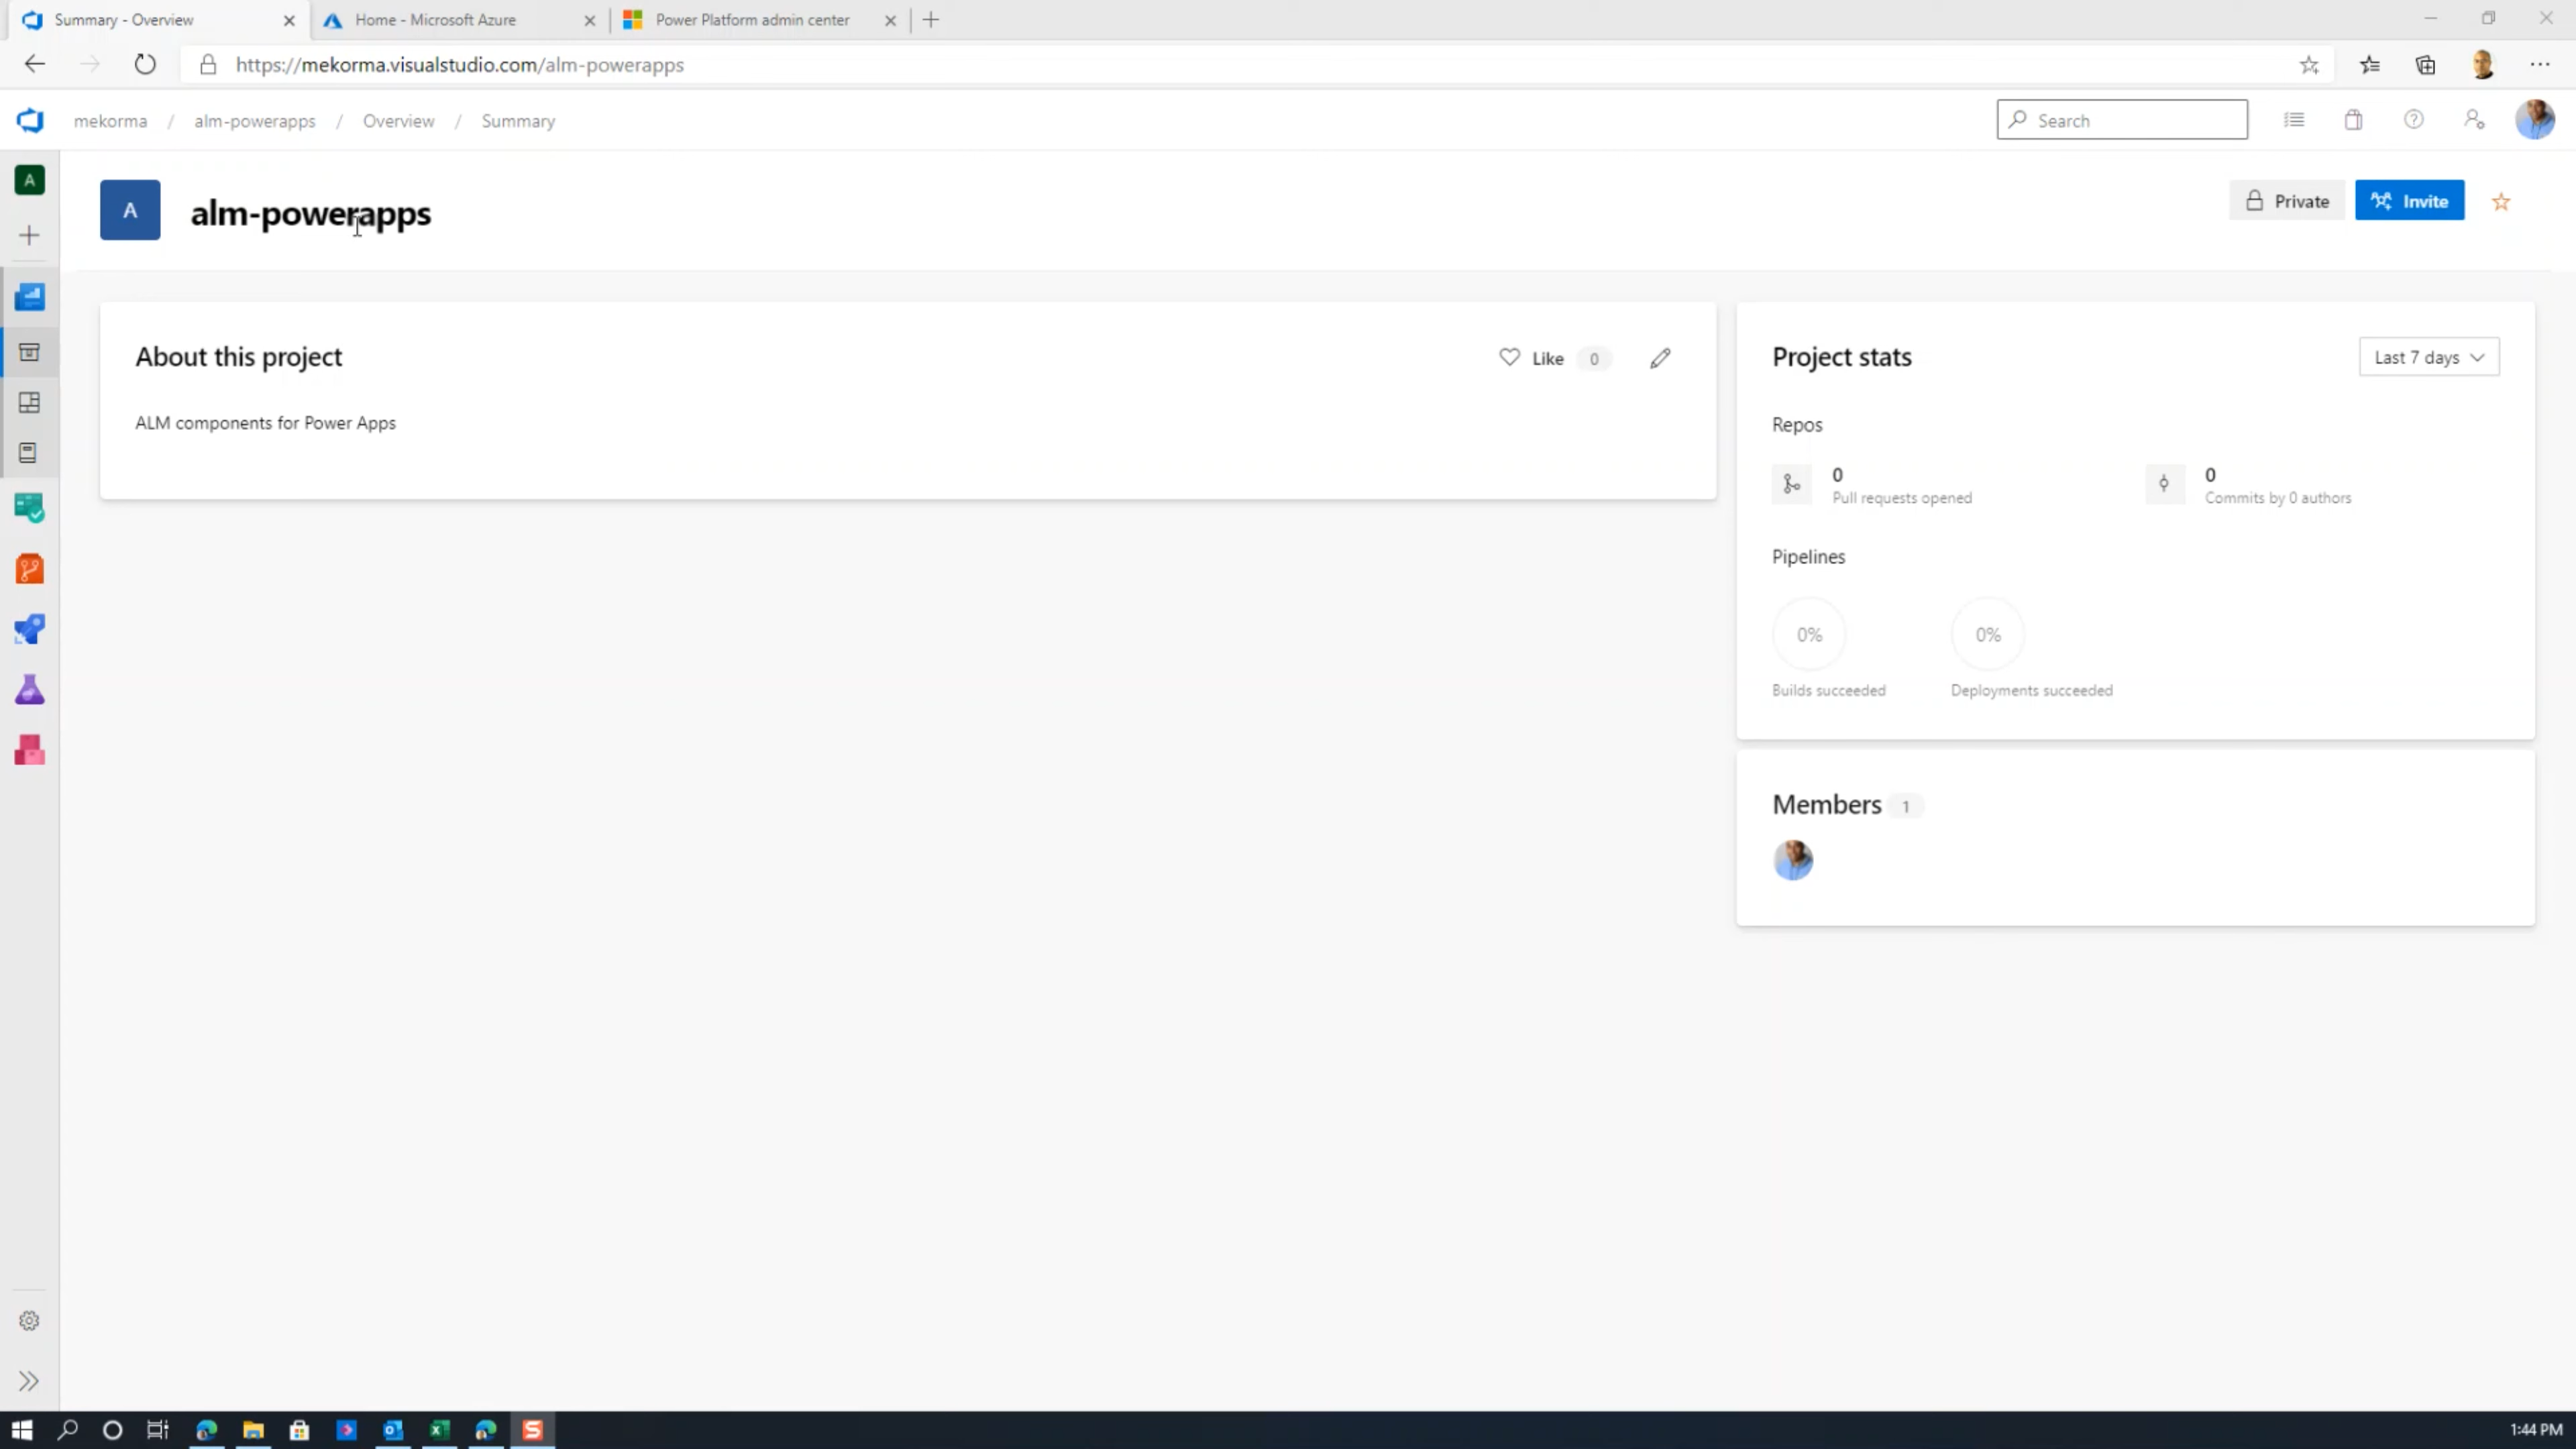 Summary - Overview
Home - Microsoft Azure
Power Platform admin center
https://mekorma.visualstudio.com/alm-powerapps
mekorma / alm-powerapps / Overview / Summary
Search
A
A
alm-powerapps
Private
Invite
About this project
Like 0
ALM components for Power Apps
Project stats
Last 7 days
Repos
0
Pull requests opened
0
Commits by 0 authors
Pipelines
0%
Builds succeeded
0%
Deployments succeeded
Members 1
1:44 PM